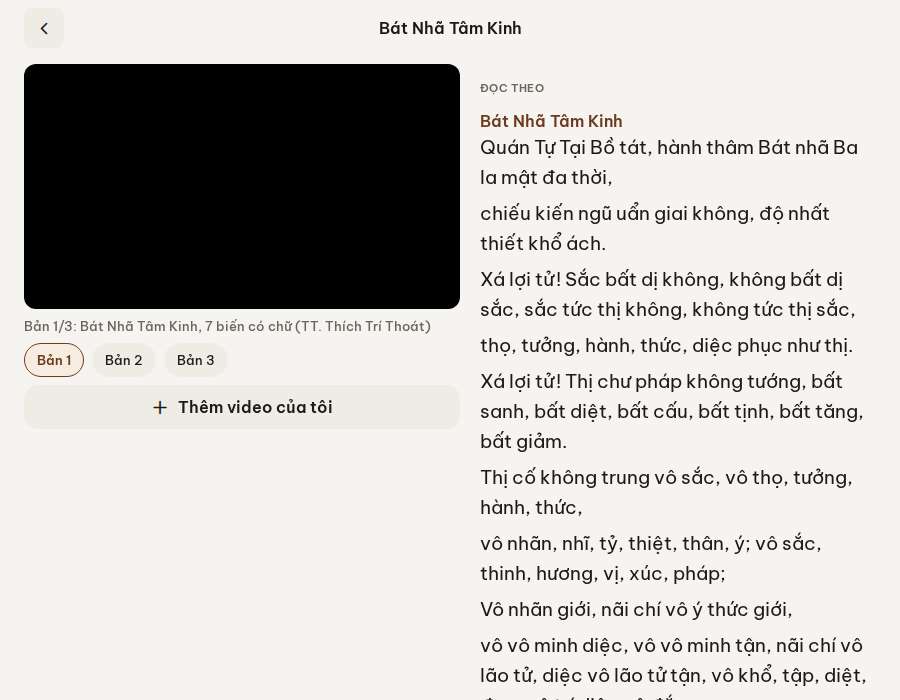 Bát Nhã Tâm Kinh
Bản 1/3: Bát Nhã Tâm Kinh, 7 biến có chữ (TT. Thích Trí Thoát)
Bản 1
Bản 2
Bản 3
+ Thêm video của tôi
ĐỌC THEO
Bát Nhã Tâm Kinh
Quán Tự Tại Bồ tát, hành thâm Bát nhã Ba
la mật đa thời,
chiếu kiến ngũ uẩn giai không, độ nhất
thiết khổ ách.
Xá lợi tử! Sắc bất dị không, không bất dị
sắc, sắc tức thị không, không tức thị sắc,
thọ, tưởng, hành, thức, diệc phục như thị.
Xá lợi tử! Thị chư pháp không tướng, bất
sanh, bất diệt, bất cấu, bất tịnh, bất tăng,
bất giảm.
Thị cố không trung vô sắc, vô thọ, tưởng,
hành, thức,
vô nhãn, nhĩ, tỷ, thiệt, thân, ý; vô sắc,
thinh, hương, vị, xúc, pháp;
Vô nhãn giới, nãi chí vô ý thức giới,
vô vô minh diệc, vô vô minh tận, nãi chí vô
lão tử, diệc vô lão tử tận, vô khổ, tập, diệt,